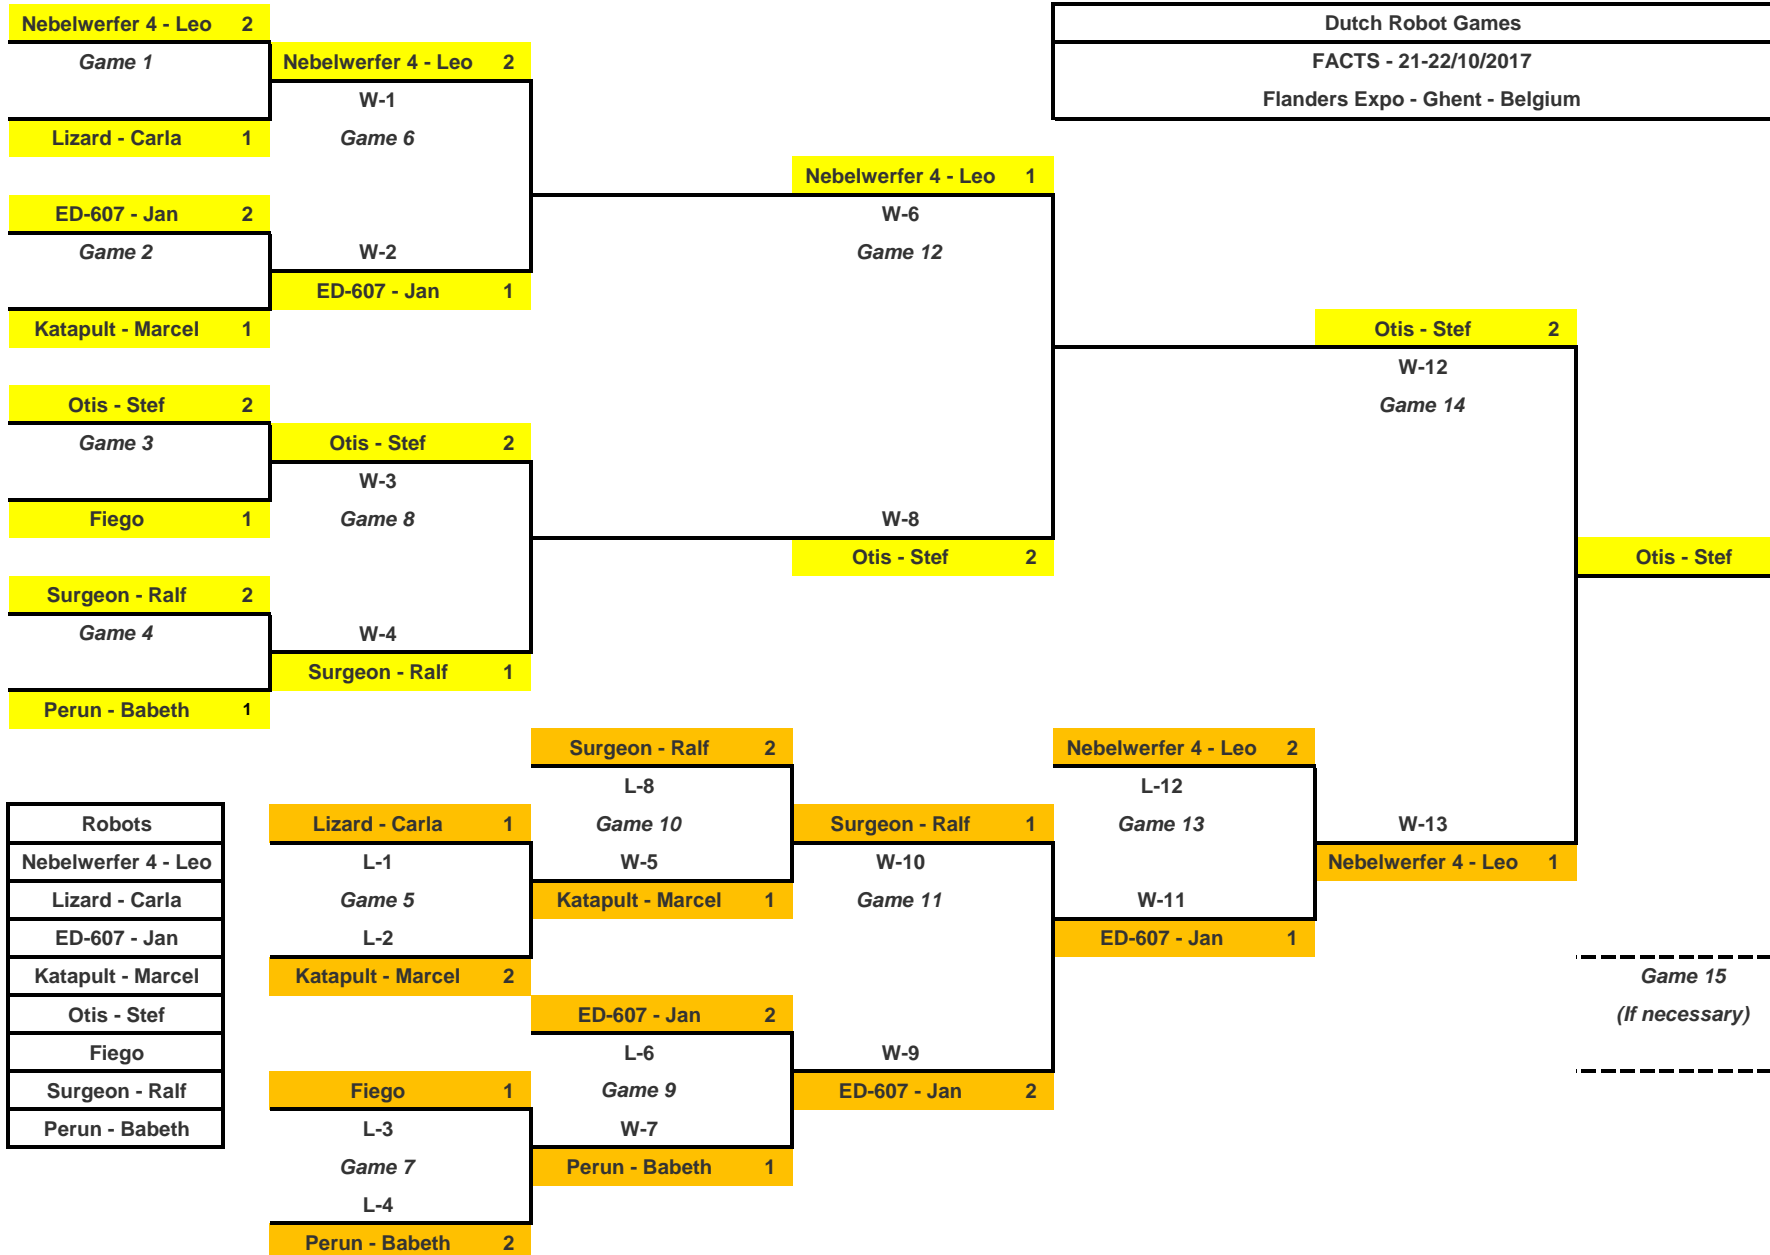 Nebelwerfer 4 - Leo 2
Dutch Robot Games
Game 1
Nebelwerfer 4 - Leo 2
FACTS - 21-22/10/2017
W-1
Flanders Expo - Ghent - Belgium
Lizard - Carla 1
Game 6
Nebelwerfer 4 - Leo 1
ED-607 - Jan 2
W-6
Game 2
W-2
Game 12
ED-607 - Jan 1
Katapult - Marcel 1
Otis - Stef 2
W-12
Otis - Stef 2
Game 14
Game 3
Otis - Stef 2
W-3
Fiego 1
Game 8
W-8
Otis - Stef 2
Otis - Stef
Surgeon - Ralf 2
Game 4
W-4
Surgeon - Ralf 1
Perun - Babeth 1
Surgeon - Ralf 2
Nebelwerfer 4 - Leo 2
L-8
L-12
Robots
Lizard - Carla 1
Game 10
Surgeon - Ralf 1
Game 13
W-13
Nebelwerfer 4 - Leo
L-1
W-5
W-10
Nebelwerfer 4 - Leo 1
Lizard - Carla
Game 5
Katapult - Marcel 1
Game 11
W-11
ED-607 - Jan
L-2
ED-607 - Jan 1
Katapult - Marcel
Katapult - Marcel 2
Game 15
Otis - Stef
ED-607 - Jan 2
(If necessary)
Fiego
L-6
W-9
Surgeon - Ralf
Fiego 1
Game 9
ED-607 - Jan 2
Perun - Babeth
L-3
W-7
Game 7
Perun - Babeth 1
L-4
Perun - Babeth 2